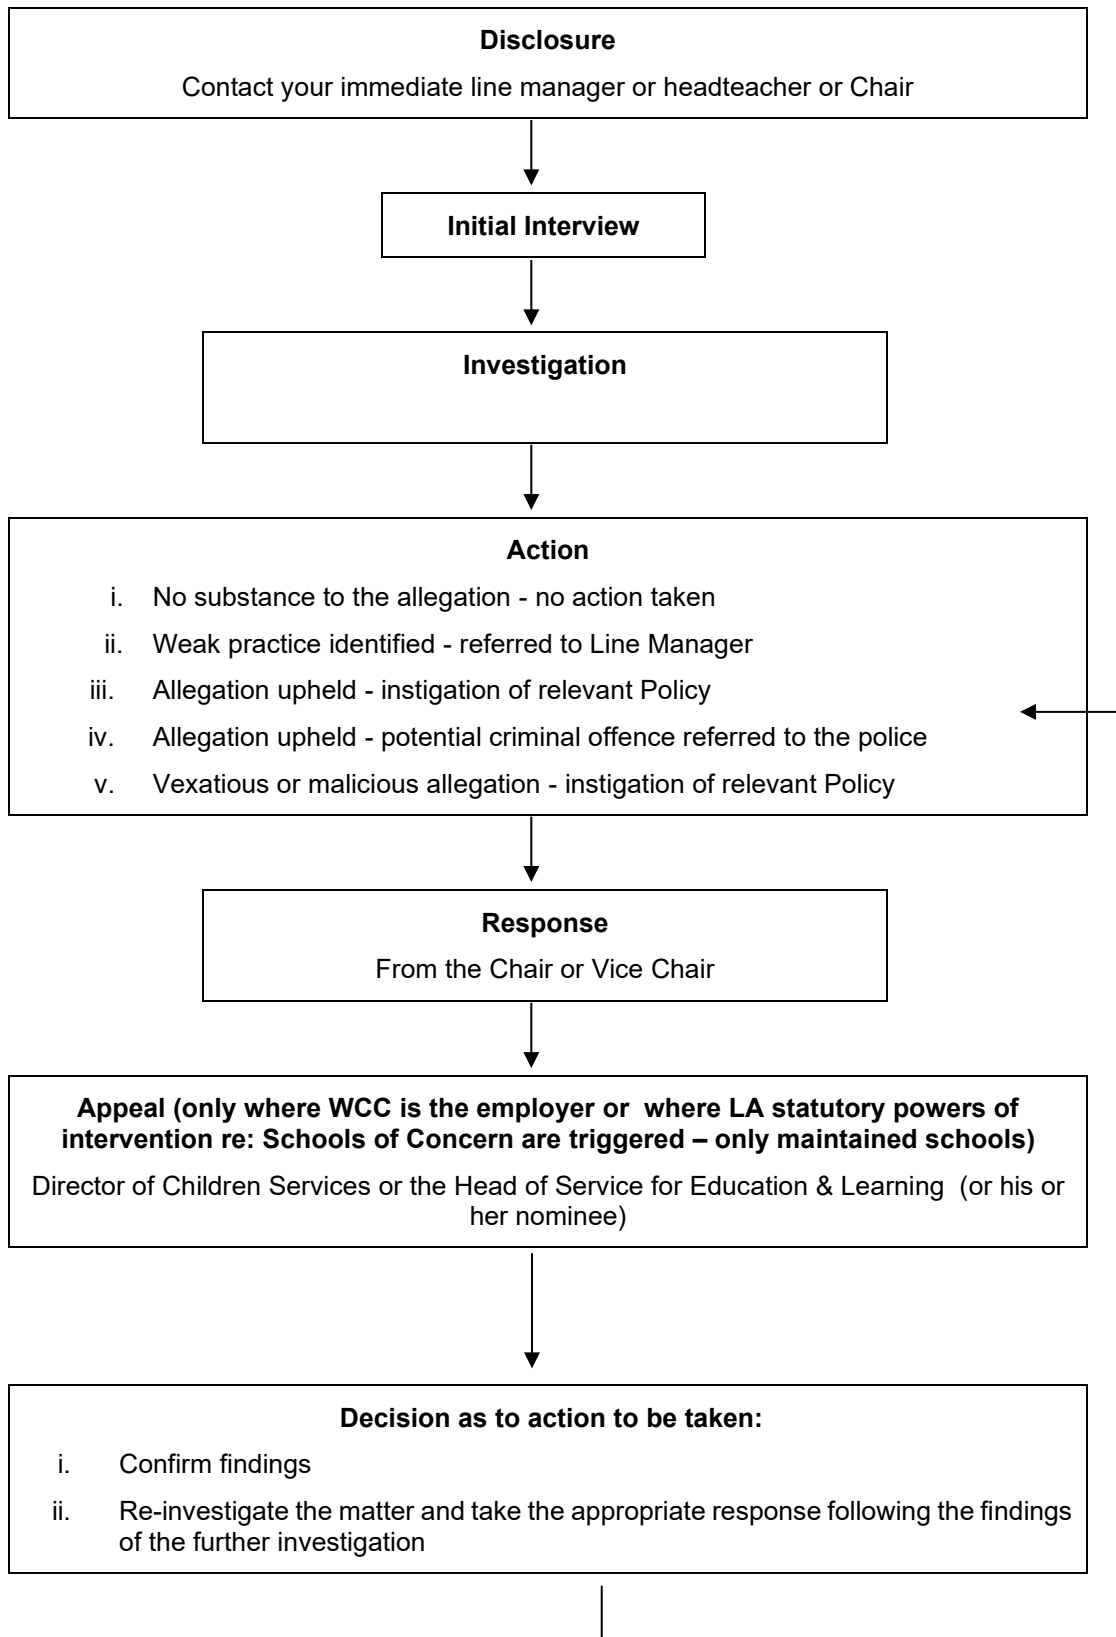 Disclosure
Contact your immediate line manager or headteacher or Chair
Initial Interview
Investigation
Action
i. No substance to the allegation - no action taken
ii. Weak practice identified - referred to Line Manager
iii. Allegation upheld - instigation of relevant Policy
iv. Allegation upheld - potential criminal offence referred to the police
v. Vexatious or malicious allegation - instigation of relevant Policy
Response
From the Chair or Vice Chair
Appeal (only where WCC is the employer or  where LA statutory powers of
intervention re: Schools of Concern are triggered – only maintained schools)
Director of Children Services or the Head of Service for Education & Learning  (or his or
her nominee)
Decision as to action to be taken:
i. Confirm findings
ii. Re-investigate the matter and take the appropriate response following the findings
of the further investigation